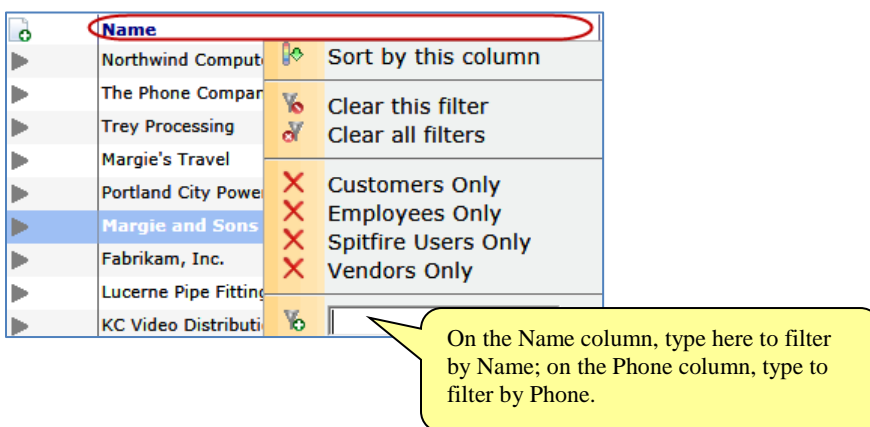 Name
Northwind Comput
The Phone Compan
Trey Processing
Margie's Travel
Portland City Power
Margie and Sons
Fabrikam, Inc.
Lucerne Pipe Fitting
KC Video Distributi
Sort by this column
Clear this filter
Clear all filters
Customers Only
Employees Only
Spitfire Users Only
Vendors Only
On the Name column, type here to filter
by Name; on the Phone column, type to
filter by Phone.